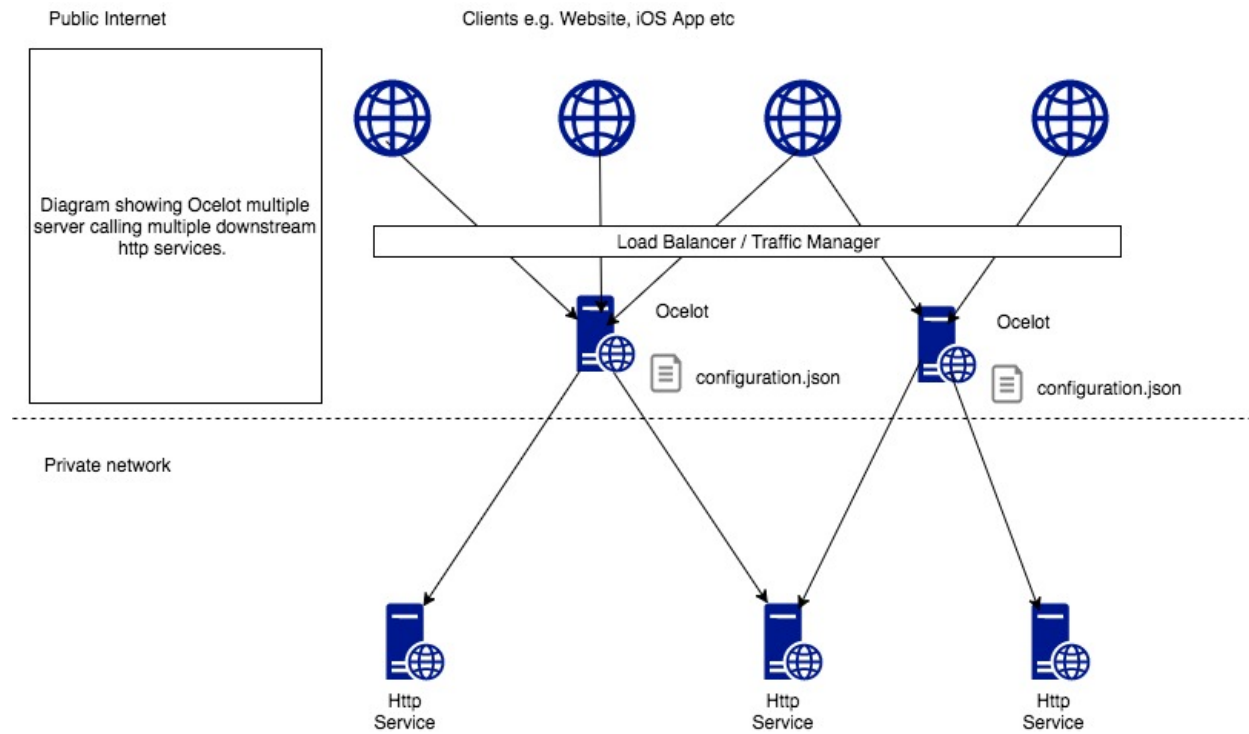 Public Internet
Clients e.g. Website, iOS App etc
Diagram showing Ocelot multiple
server calling multiple downstream
http services.
Load Balancer / Traffic Manager
Ocelot
configuration.json
Ocelot
configuration.json
Private network
Http
Service
Http
Service
Http
Service